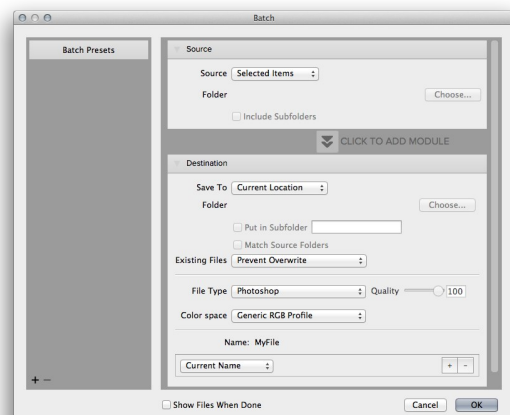 Batch
Batch Presets
Source
Source Selected Items
Folder Choose...
Include Subfolders
CLICK TO ADD MODULE
Destination
Save To Current Location
Folder Choose...
Put in Subfolder
Match Source Folders
Existing Files Prevent Overwrite
File Type Photoshop Quality 100
Color space Generic RGB Profile
Name: MyFile
Current Name + -
+ -
Show Files When Done Cancel OK